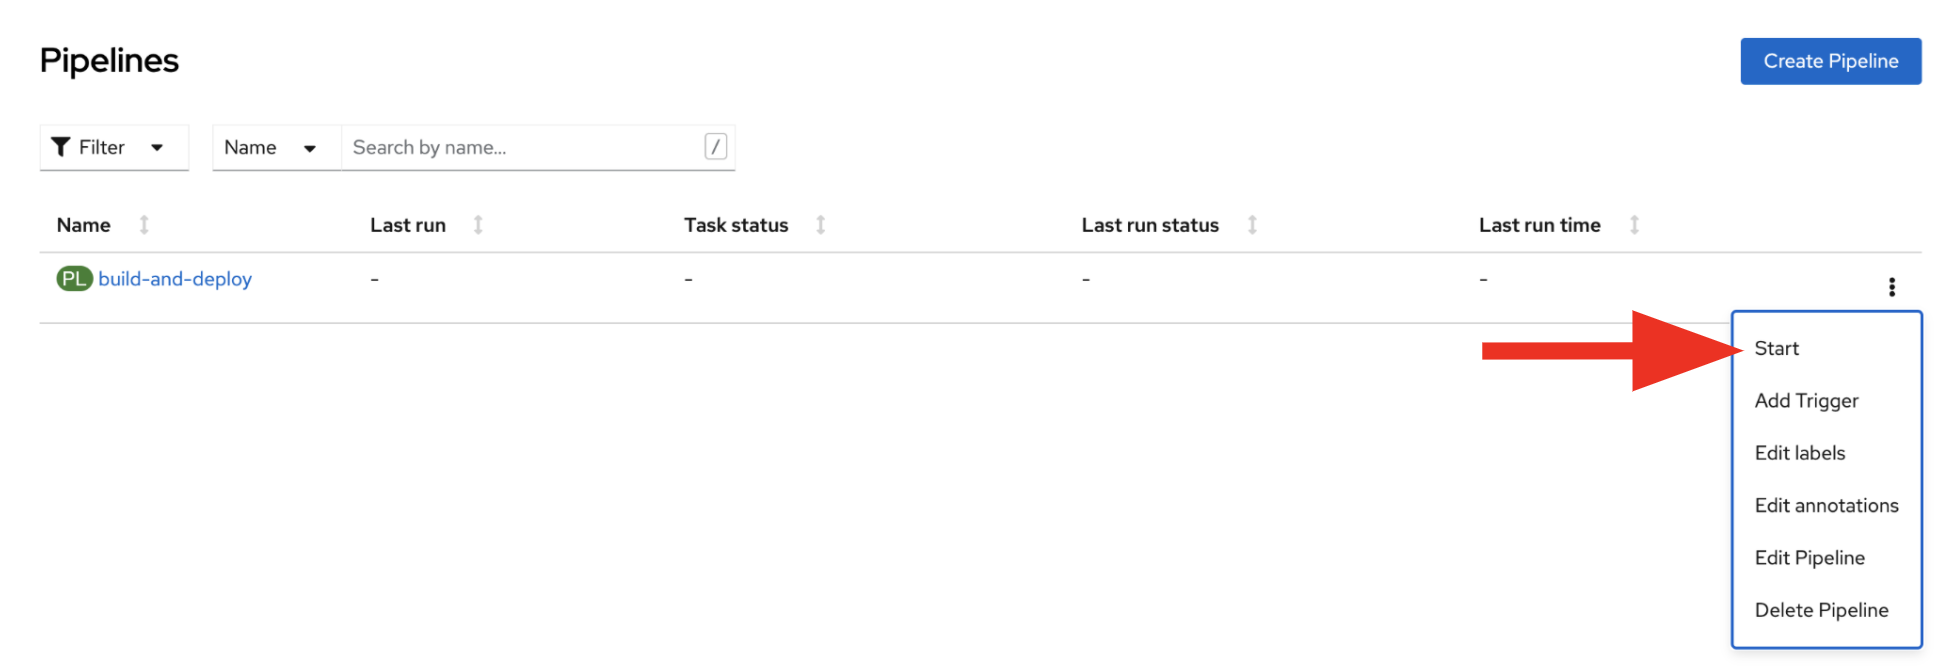 Pipelines
Create Pipeline
Filter
Name
Search by name...
/
Name Last run Task status Last run status Last run time
PL build-and-deploy - - - -
Start
Add Trigger
Edit labels
Edit annotations
Edit Pipeline
Delete Pipeline